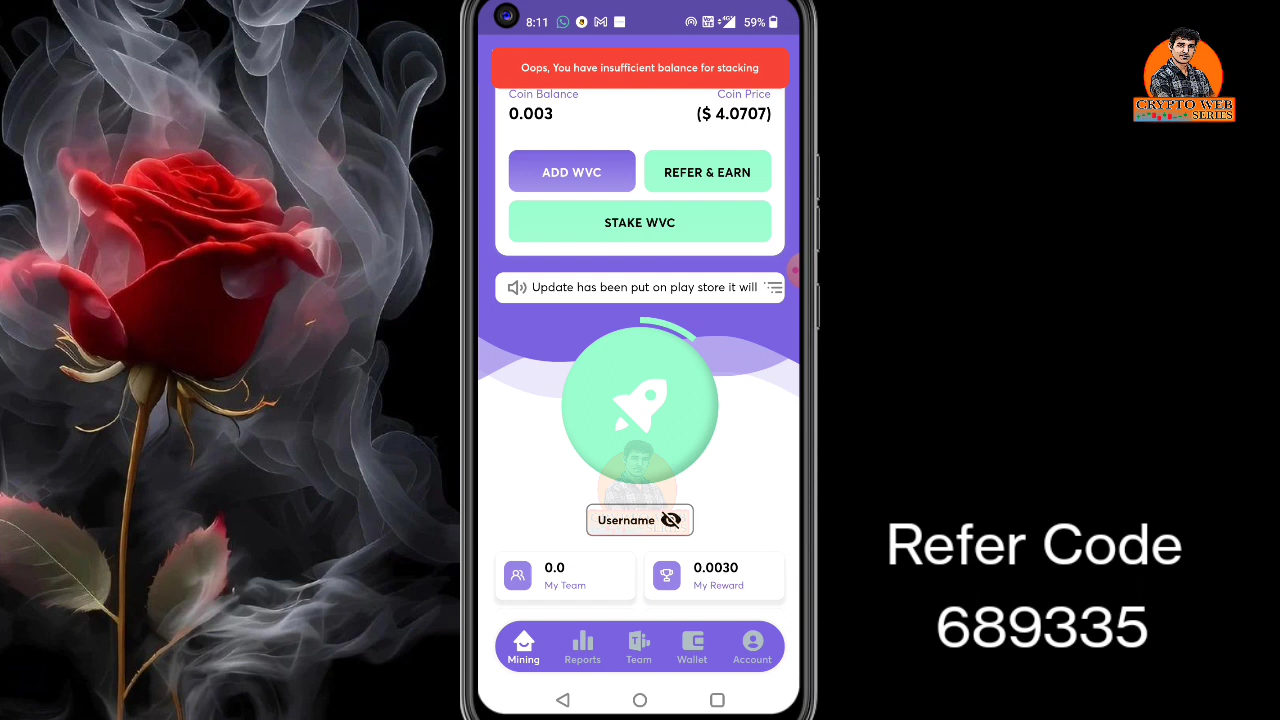 8:11
59%
Oops, You have insufficient balance for stacking
Coin Balance
Coin Price
0.003
($ 4.0707)
ADD WVC
REFER & EARN
STAKE WVC
Update has been put on play store it will
Username
0.0
My Team
0.0030
My Reward
Mining
Reports
Team
Wallet
Account
CRYPTO WEB
SERIES
Refer Code
689335